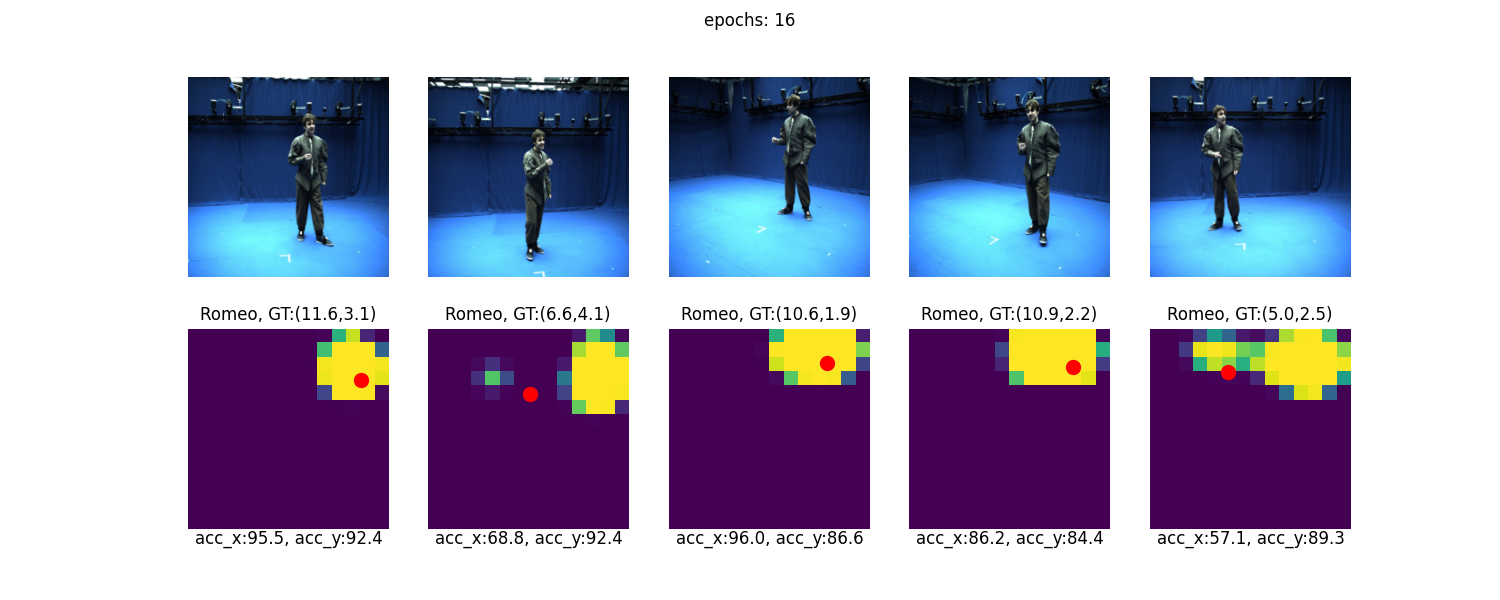 epochs: 16
Romeo, GT:(11.6,3.1)
Romeo, GT:(6.6,4.1)
Romeo, GT:(10.6,1.9)
Romeo, GT:(10.9,2.2)
Romeo, GT:(5.0,2.5)
acc_x:95.5, acc_y:92.4
acc_x:68.8, acc_y:92.4
acc_x:96.0, acc_y:86.6
acc_x:86.2, acc_y:84.4
acc_x:57.1, acc_y:89.3